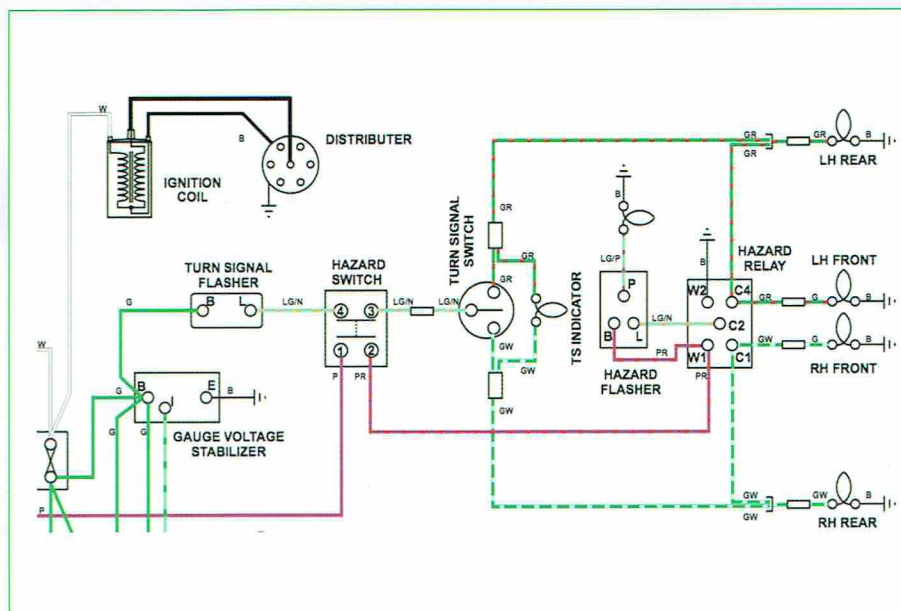 W
B
DISTRIBUTER
IGNITION
COIL
GR
GR
GR
B
LH REAR
TURN SIGNAL
SWITCH
GR
GR
GR
B
LG/P
B
HAZARD
RELAY
LH FRONT
TURN SIGNAL
FLASHER
HAZARD
SWITCH
G
B
L
LG/N
4
3
LG/N
LG/N
TS INDICATOR
P
W2
C4
GR
G
B
B
L
LG/N
C2
1
2
P
PR
GW
GW
GW
PR
W1
C1
PR
GW
G
B
HAZARD
FLASHER
RH FRONT
W
G
B
I
E
B
G
G
GAUGE VOLTAGE
STABILIZER
P
GW
GW
GW
B
RH REAR